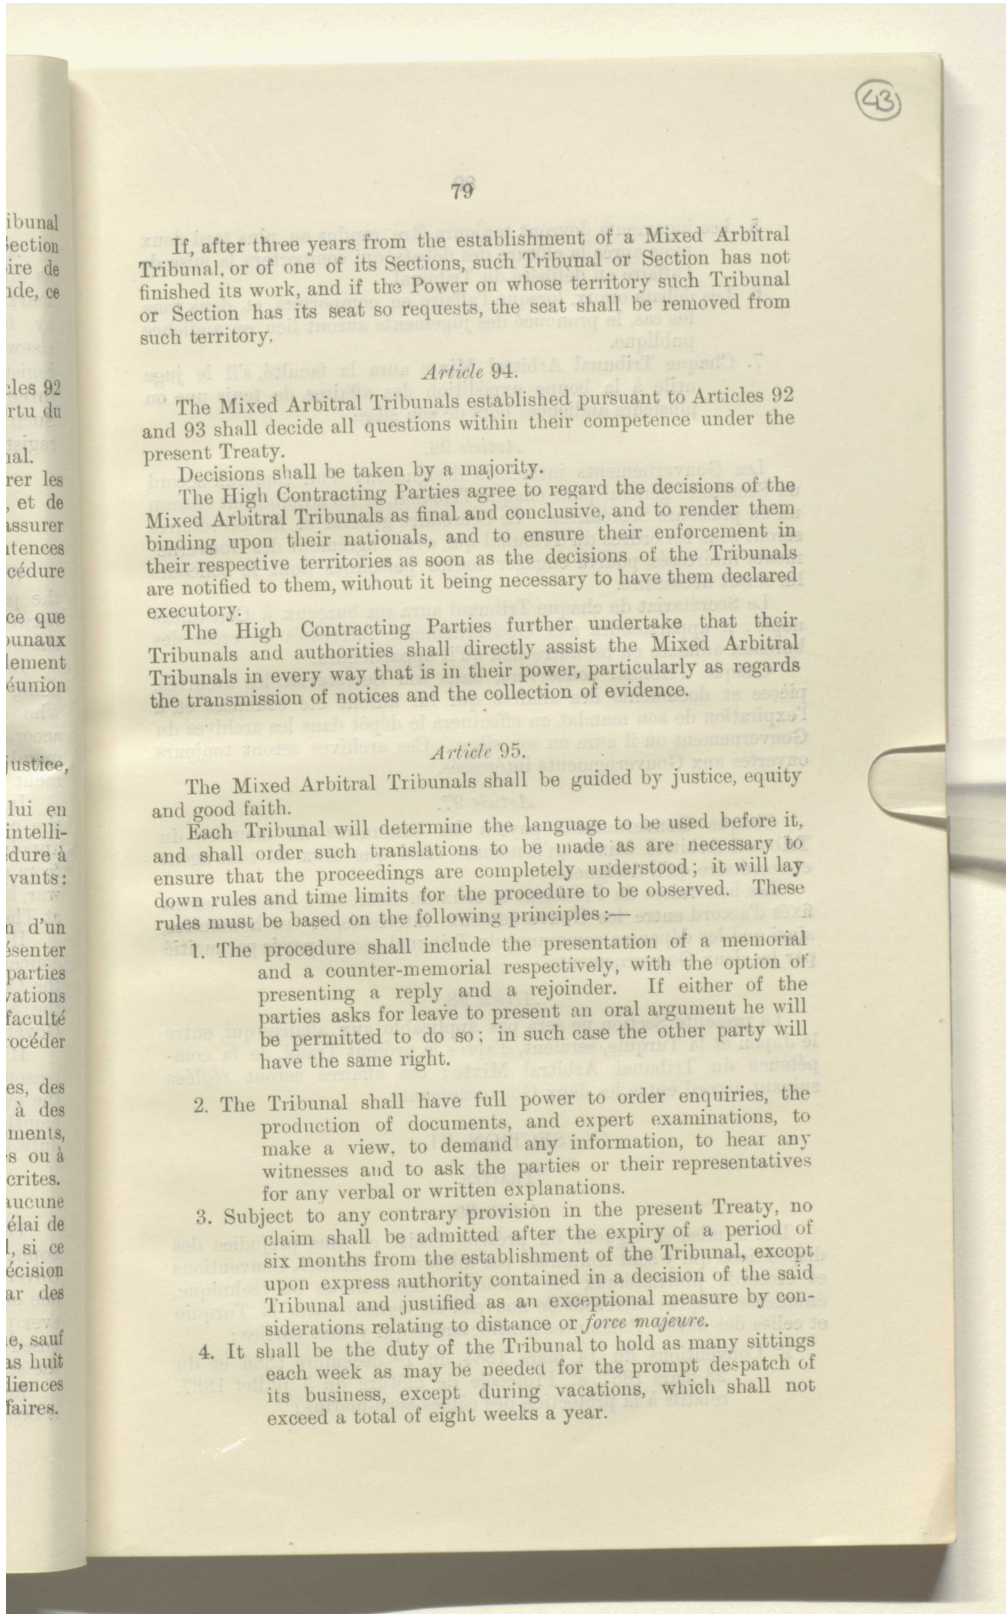 43
79
If, after three years from the establishment of a Mixed Arbitral
Tribunal, or of one of its Sections, such Tribunal or Section has not
finished its work, and if the Power on whose territory such Tribunal
or Section has its seat so requests, the seat shall be removed from
such territory.
Article 94.
The Mixed Arbitral Tribunals established pursuant to Articles 92
and 93 shall decide all questions within their competence under the
present Treaty.
Decisions shall be taken by a majority.
The High Contracting Parties agree to regard the decisions of the
Mixed Arbitral Tribunals as final and conclusive, and to render them
binding upon their nationals, and to ensure their enforcement in
their respective territories as soon as the decisions of the Tribunals
are notified to them, without it being necessary to have them declared
executory.
The High Contracting Parties further undertake that their
Tribunals and authorities shall directly assist the Mixed Arbitral
Tribunals in every way that is in their power, particularly as regards
the transmission of notices and the collection of evidence.
Article 95.
The Mixed Arbitral Tribunals shall be guided by justice, equity
and good faith.
Each Tribunal will determine the language to be used before it,
and shall order such translations to be made as are necessary to
ensure that the proceedings are completely understood; it will lay
down rules and time limits for the procedure to be observed. These
rules must be based on the following principles:—
1. The procedure shall include the presentation of a memorial
and a counter-memorial respectively, with the option of
presenting a reply and a rejoinder. If either of the
parties asks for leave to present an oral argument he will
be permitted to do so; in such case the other party will
have the same right.
2. The Tribunal shall have full power to order enquiries, the
production of documents, and expert examinations, to
make a view, to demand any information, to hear any
witnesses and to ask the parties or their representatives
for any verbal or written explanations.
3. Subject to any contrary provision in the present Treaty, no
claim shall be admitted after the expiry of a period of
six months from the establishment of the Tribunal, except
upon express authority contained in a decision of the said
Tribunal and justified as an exceptional measure by con-
siderations relating to distance or force majeure.
4. It shall be the duty of the Tribunal to hold as many sittings
each week as may be needed for the prompt despatch of
its business, except during vacations, which shall not
exceed a total of eight weeks a year.